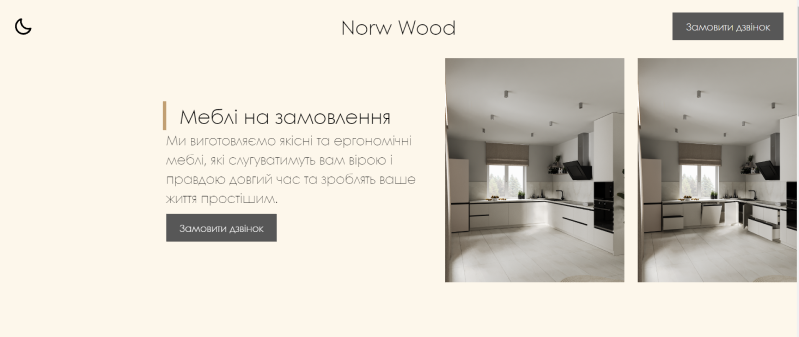 Norw Wood
Замовити дзвінок
Меблі на замовлення
Ми виготовляємо якісні та ергономічні
меблі, які слугуватимуть вам вірою і
правдою довгий час та зроблять ваше
життя простішим.
Замовити дзвінок